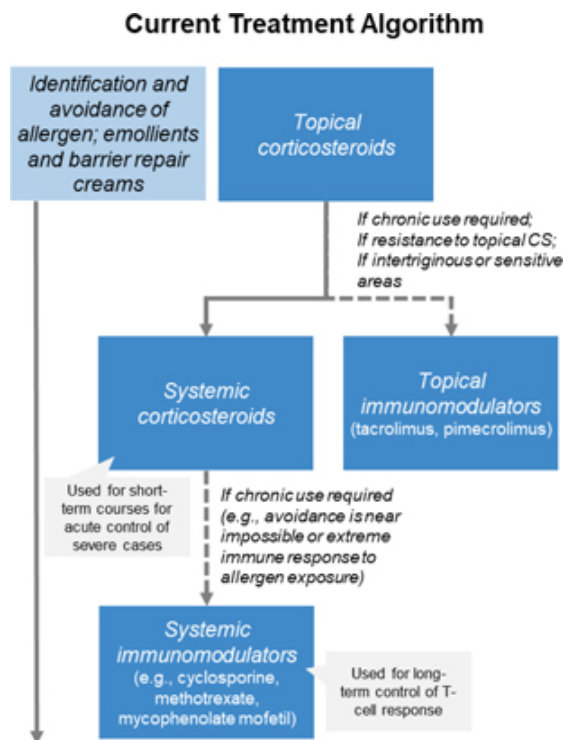 Current Treatment Algorithm
Identification and
avoidance of
allergen; emollients
and barrier repair
creams
Topical
corticosteroids
If chronic use required;
If resistance to topical CS;
If intertriginous or sensitive
areas
Systemic
corticosteroids
Topical
immunomodulators
(tacrolimus, pimecrolimus)
Used for short-
term courses for
acute control of
severe cases
If chronic use required
(e.g., avoidance is near
impossible or extreme
immune response to
allergen exposure)
Systemic
immunomodulators
(e.g., cyclosporine,
methotrexate,
mycophenolate mofetil)
Used for long-
term control of T-
cell response